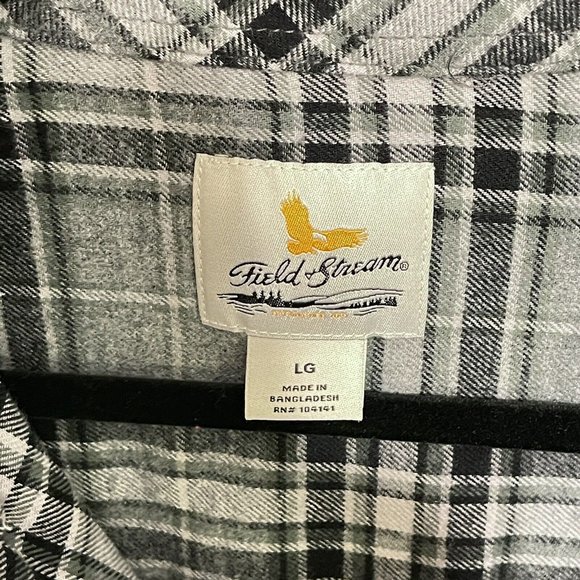 Field & Stream®
LG
MADE IN
BANGLADESH
RN# 104141